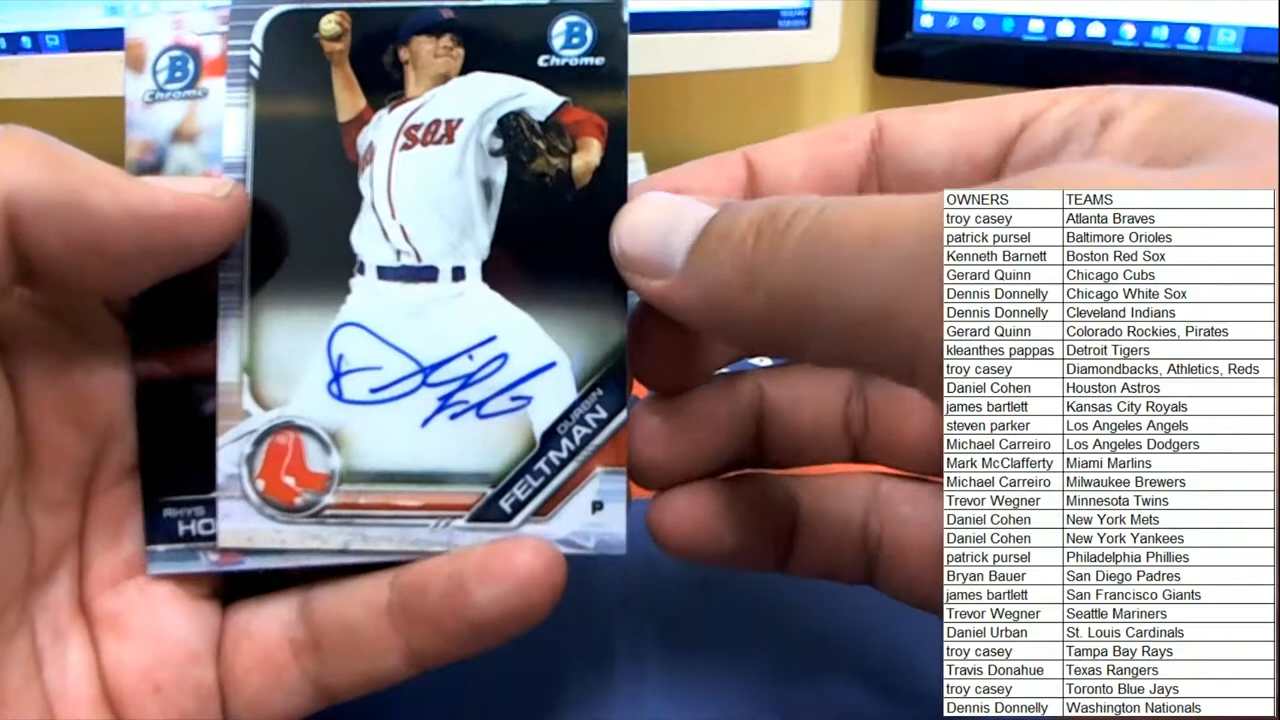 B
Chrome
B
Chrome
SOX
DURBIN
FELTMAN
P
RHYS
HO
OWNERS TEAMS
troy casey Atlanta Braves
patrick pursel Baltimore Orioles
Kenneth Barnett Boston Red Sox
Gerard Quinn Chicago Cubs
Dennis Donnelly Chicago White Sox
Dennis Donnelly Cleveland Indians
Gerard Quinn Colorado Rockies, Pirates
kleanthes pappas Detroit Tigers
troy casey Diamondbacks, Athletics, Reds
Daniel Cohen Houston Astros
james bartlett Kansas City Royals
steven parker Los Angeles Angels
Michael Carreiro Los Angeles Dodgers
Mark McClafferty Miami Marlins
Michael Carreiro Milwaukee Brewers
Trevor Wegner Minnesota Twins
Daniel Cohen New York Mets
Daniel Cohen New York Yankees
patrick pursel Philadelphia Phillies
Bryan Bauer San Diego Padres
james bartlett San Francisco Giants
Trevor Wegner Seattle Mariners
Daniel Urban St. Louis Cardinals
troy casey Tampa Bay Rays
Travis Donahue Texas Rangers
troy casey Toronto Blue Jays
Dennis Donnelly Washington Nationals